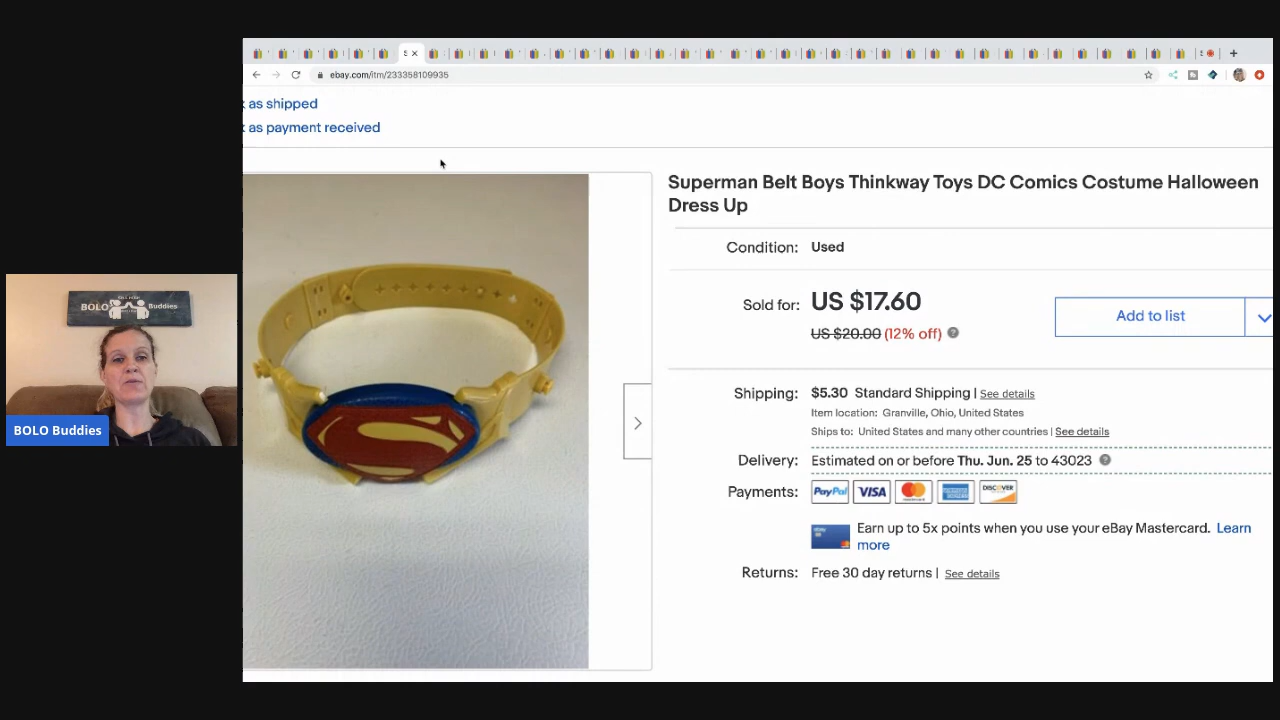 ebay.com/itm/233358109935
as shipped
as payment received
Superman Belt Boys Thinkway Toys DC Comics Costume Halloween
Dress Up
Condition: Used
Sold for: US $17.60
US $20.00 (12% off)
Add to list
Shipping: $5.30 Standard Shipping | See details
Item location: Granville, Ohio, United States
Ships to: United States and many other countries | See details
Delivery: Estimated on or before Thu. Jun. 25 to 43023
Payments: PayPal VISA MasterCard AMERICAN EXPRESS DISCOVER
Earn up to 5x points when you use your eBay Mastercard. Learn
more
Returns: Free 30 day returns | See details
BOLO Buddies
BOLO Buddies